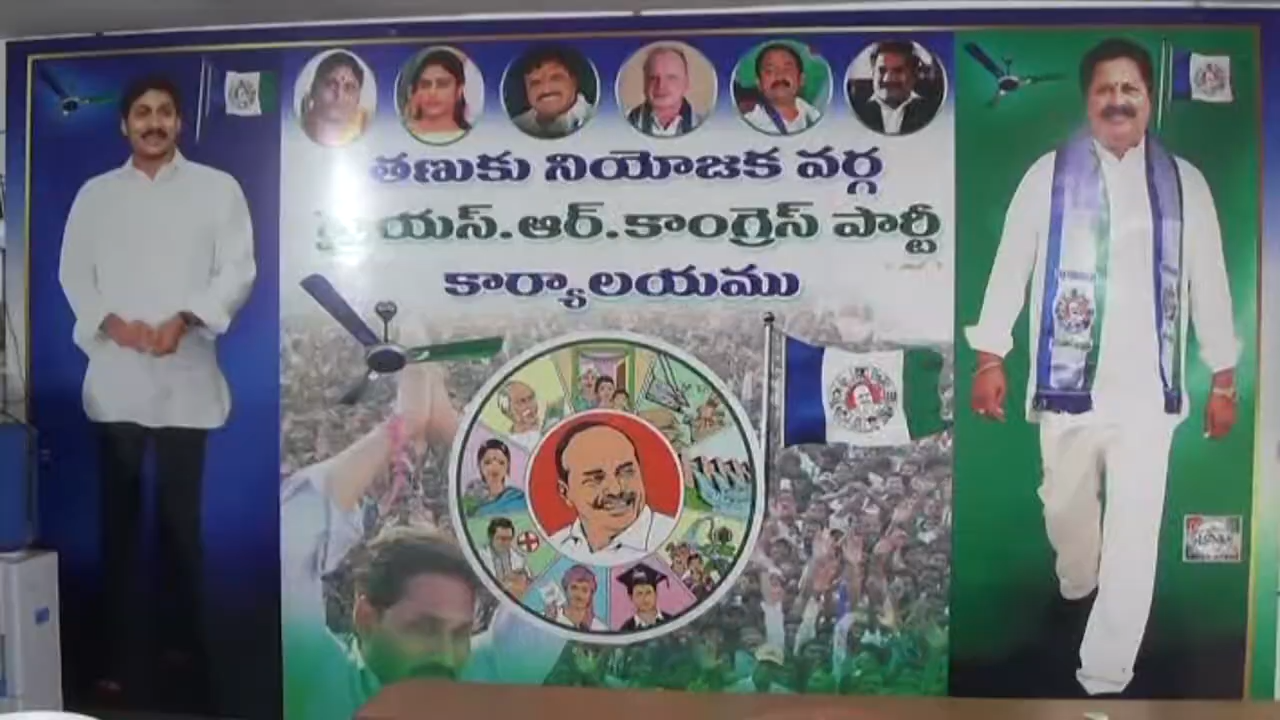 తణుకు నియోజక వర్గ
వై.యస్.ఆర్.కాంగ్రెస్ పార్టీ
కార్యాలయము